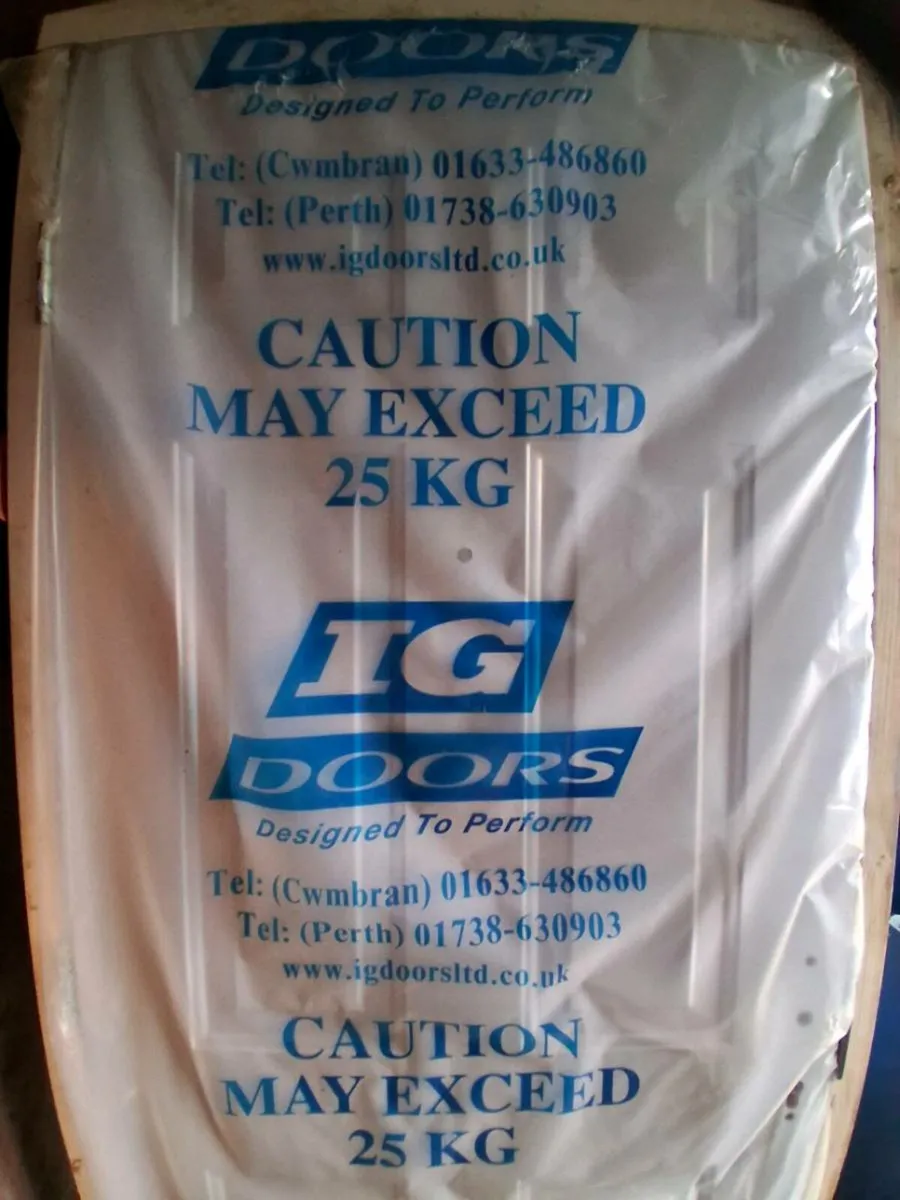 DOORS
Designed To Perform
Tel: (Cwmbran) 01633-486860
Tel: (Perth) 01738-630903
www.igdoorsltd.co.uk
CAUTION
MAY EXCEED
25 KG
IG
DOORS
Designed To Perform
Tel: (Cwmbran) 01633-486860
Tel: (Perth) 01738-630903
www.igdoorsltd.co.uk
CAUTION
MAY EXCEED
25 KG